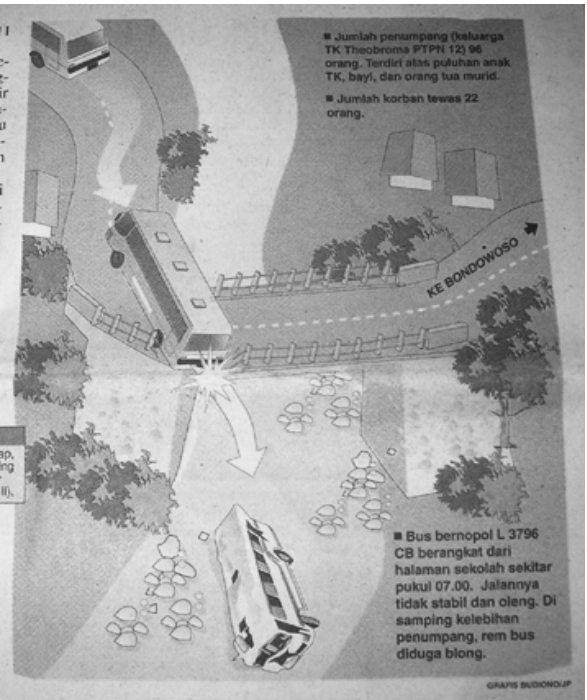 ■ Jumlah penumpang (keluarga
TK Theobroma PTPN 12) 96
orang. Terdiri atas puluhan anak
TK, bayi, dan orang tua murid.
■ Jumlah korban tewas 22
orang.
KE BONDOWOSO
■ Bus bernopol L 3796
CB berangkat dari
halaman sekolah sekitar
pukul 07.00. Jalannya
tidak stabil dan oleng. Di
samping kelebihan
penumpang, rem bus
diduga blong.
GRAFIS BUDIONO/JP